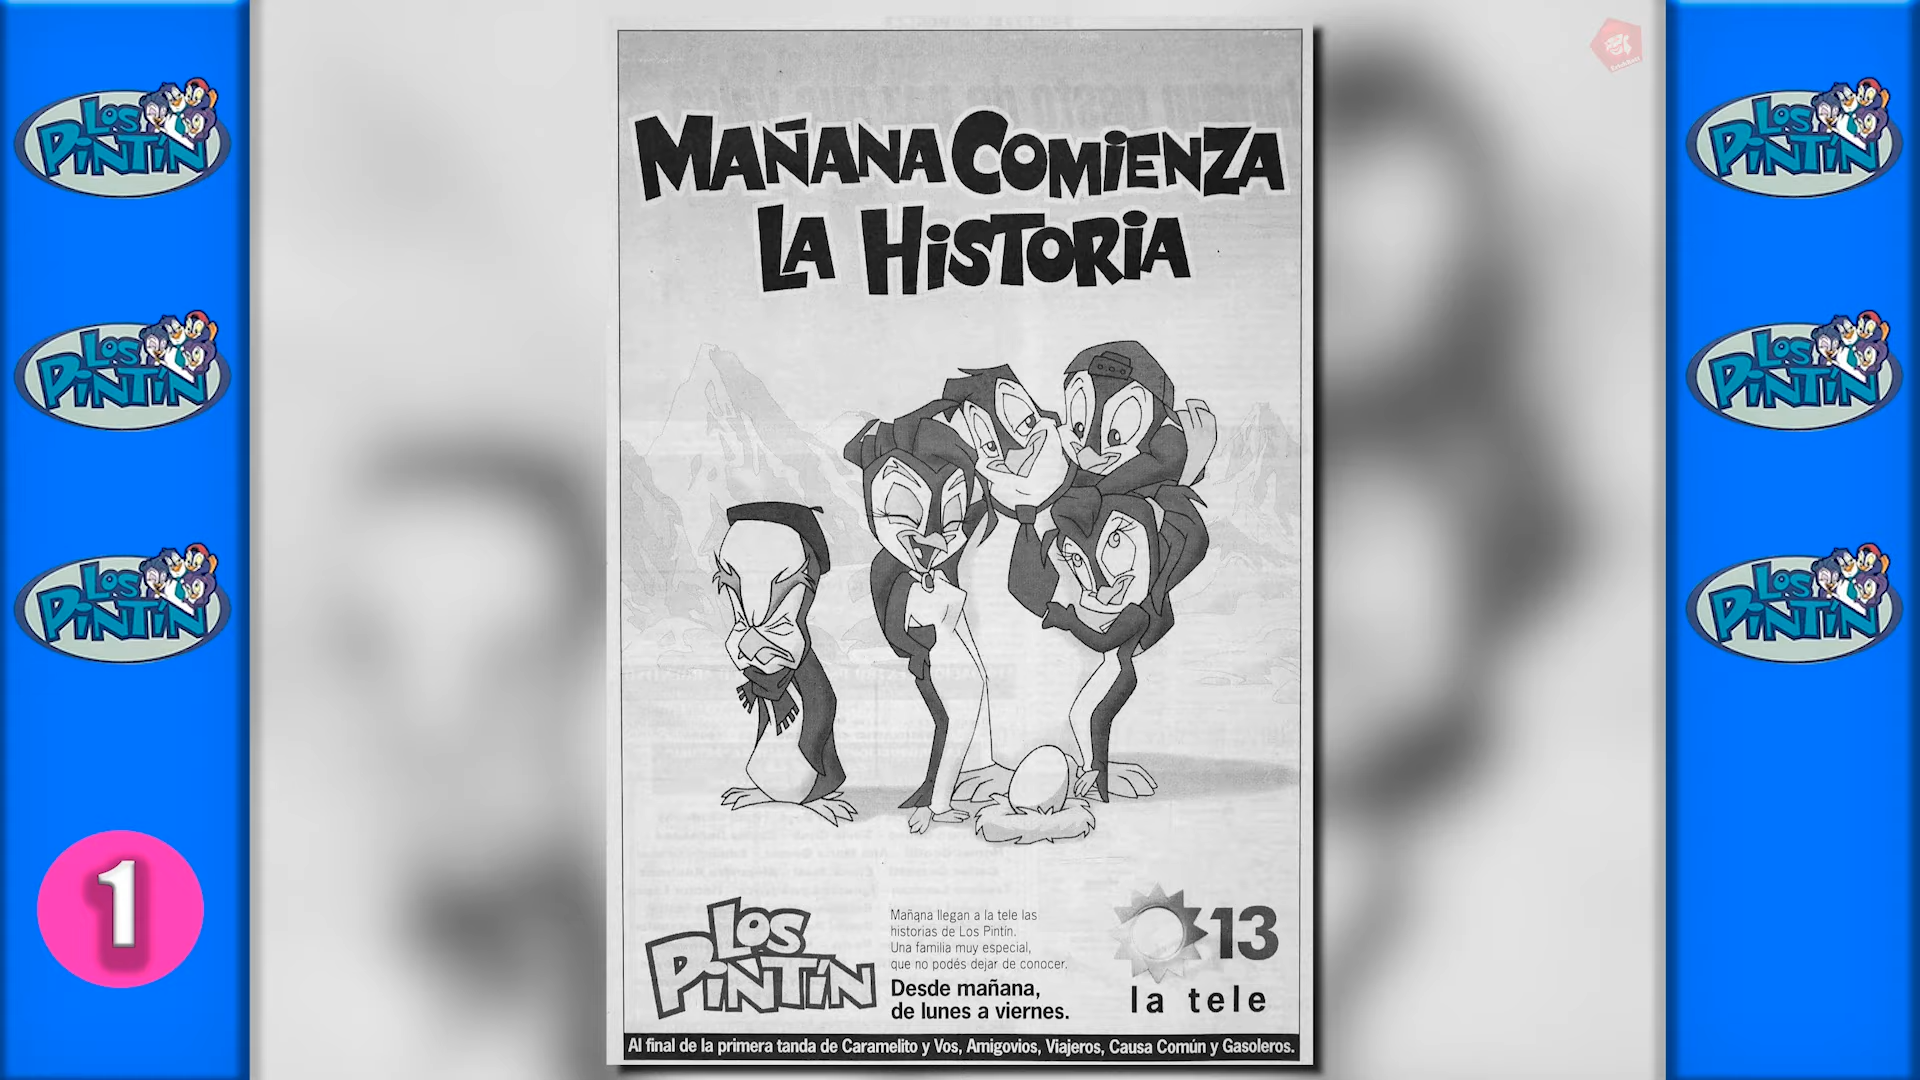 MAÑANA COMiENZA
LA HiSTORiA
Los
PiNTíN
Mañana llegan a la tele las
historias de Los Pintín.
Una familia muy especial,
que no podés dejar de conocer.
Desde mañana,
de lunes a viernes.
13
la tele
Al final de la primera tanda de Caramelito y Vos, Amigovios, Viajeros, Causa Común y Gasoleros.
Los
PiNTíN
Los
PiNTíN
Los
PiNTíN
1
Los
PiNTíN
Los
PiNTíN
Los
PiNTíN